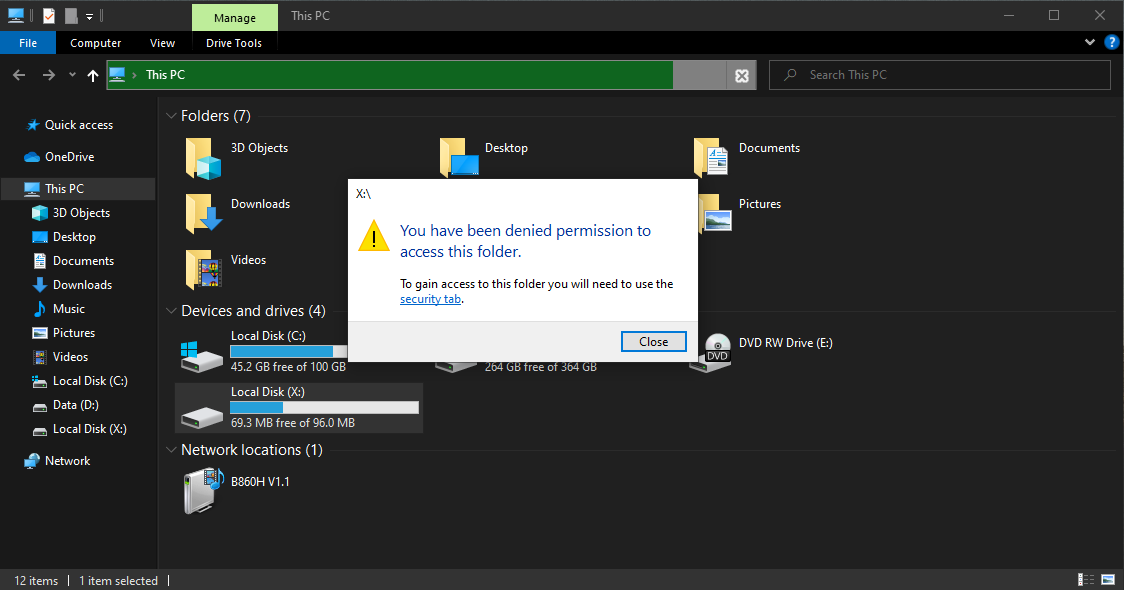 Manage
This PC
File
Computer
View
Drive Tools
?
This PC
Search This PC
Quick access
OneDrive
This PC
3D Objects
Desktop
Documents
Downloads
Music
Pictures
Videos
Local Disk (C:)
Data (D:)
Local Disk (X:)
Network
Folders (7)
3D Objects
Desktop
Documents
Downloads
Pictures
Videos
Devices and drives (4)
Local Disk (C:)
45.2 GB free of 100 GB
264 GB free of 364 GB
DVD
DVD RW Drive (E:)
Local Disk (X:)
69.3 MB free of 96.0 MB
Network locations (1)
B860H V1.1
X:\
You have been denied permission to
access this folder.
To gain access to this folder you will need to use the
security tab.
Close
12 items
1 item selected